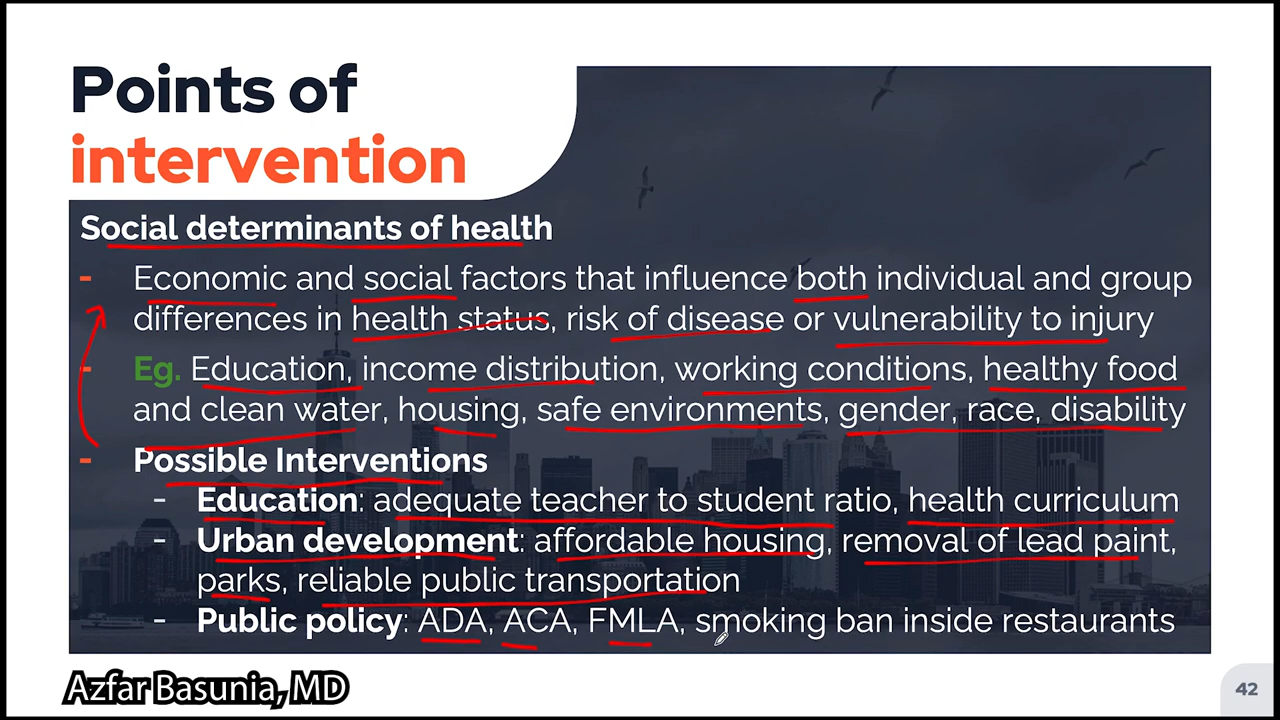 Points of
intervention
Social determinants of health
- Economic and social factors that influence both individual and group
differences in health status, risk of disease or vulnerability to injury
- Eg. Education, income distribution, working conditions, healthy food
and clean water, housing, safe environments, gender, race, disability
- Possible Interventions
- Education: adequate teacher to student ratio, health curriculum
- Urban development: affordable housing, removal of lead paint,
parks, reliable public transportation
- Public policy: ADA, ACA, FMLA, smoking ban inside restaurants
Azfar Basunia, MD
42